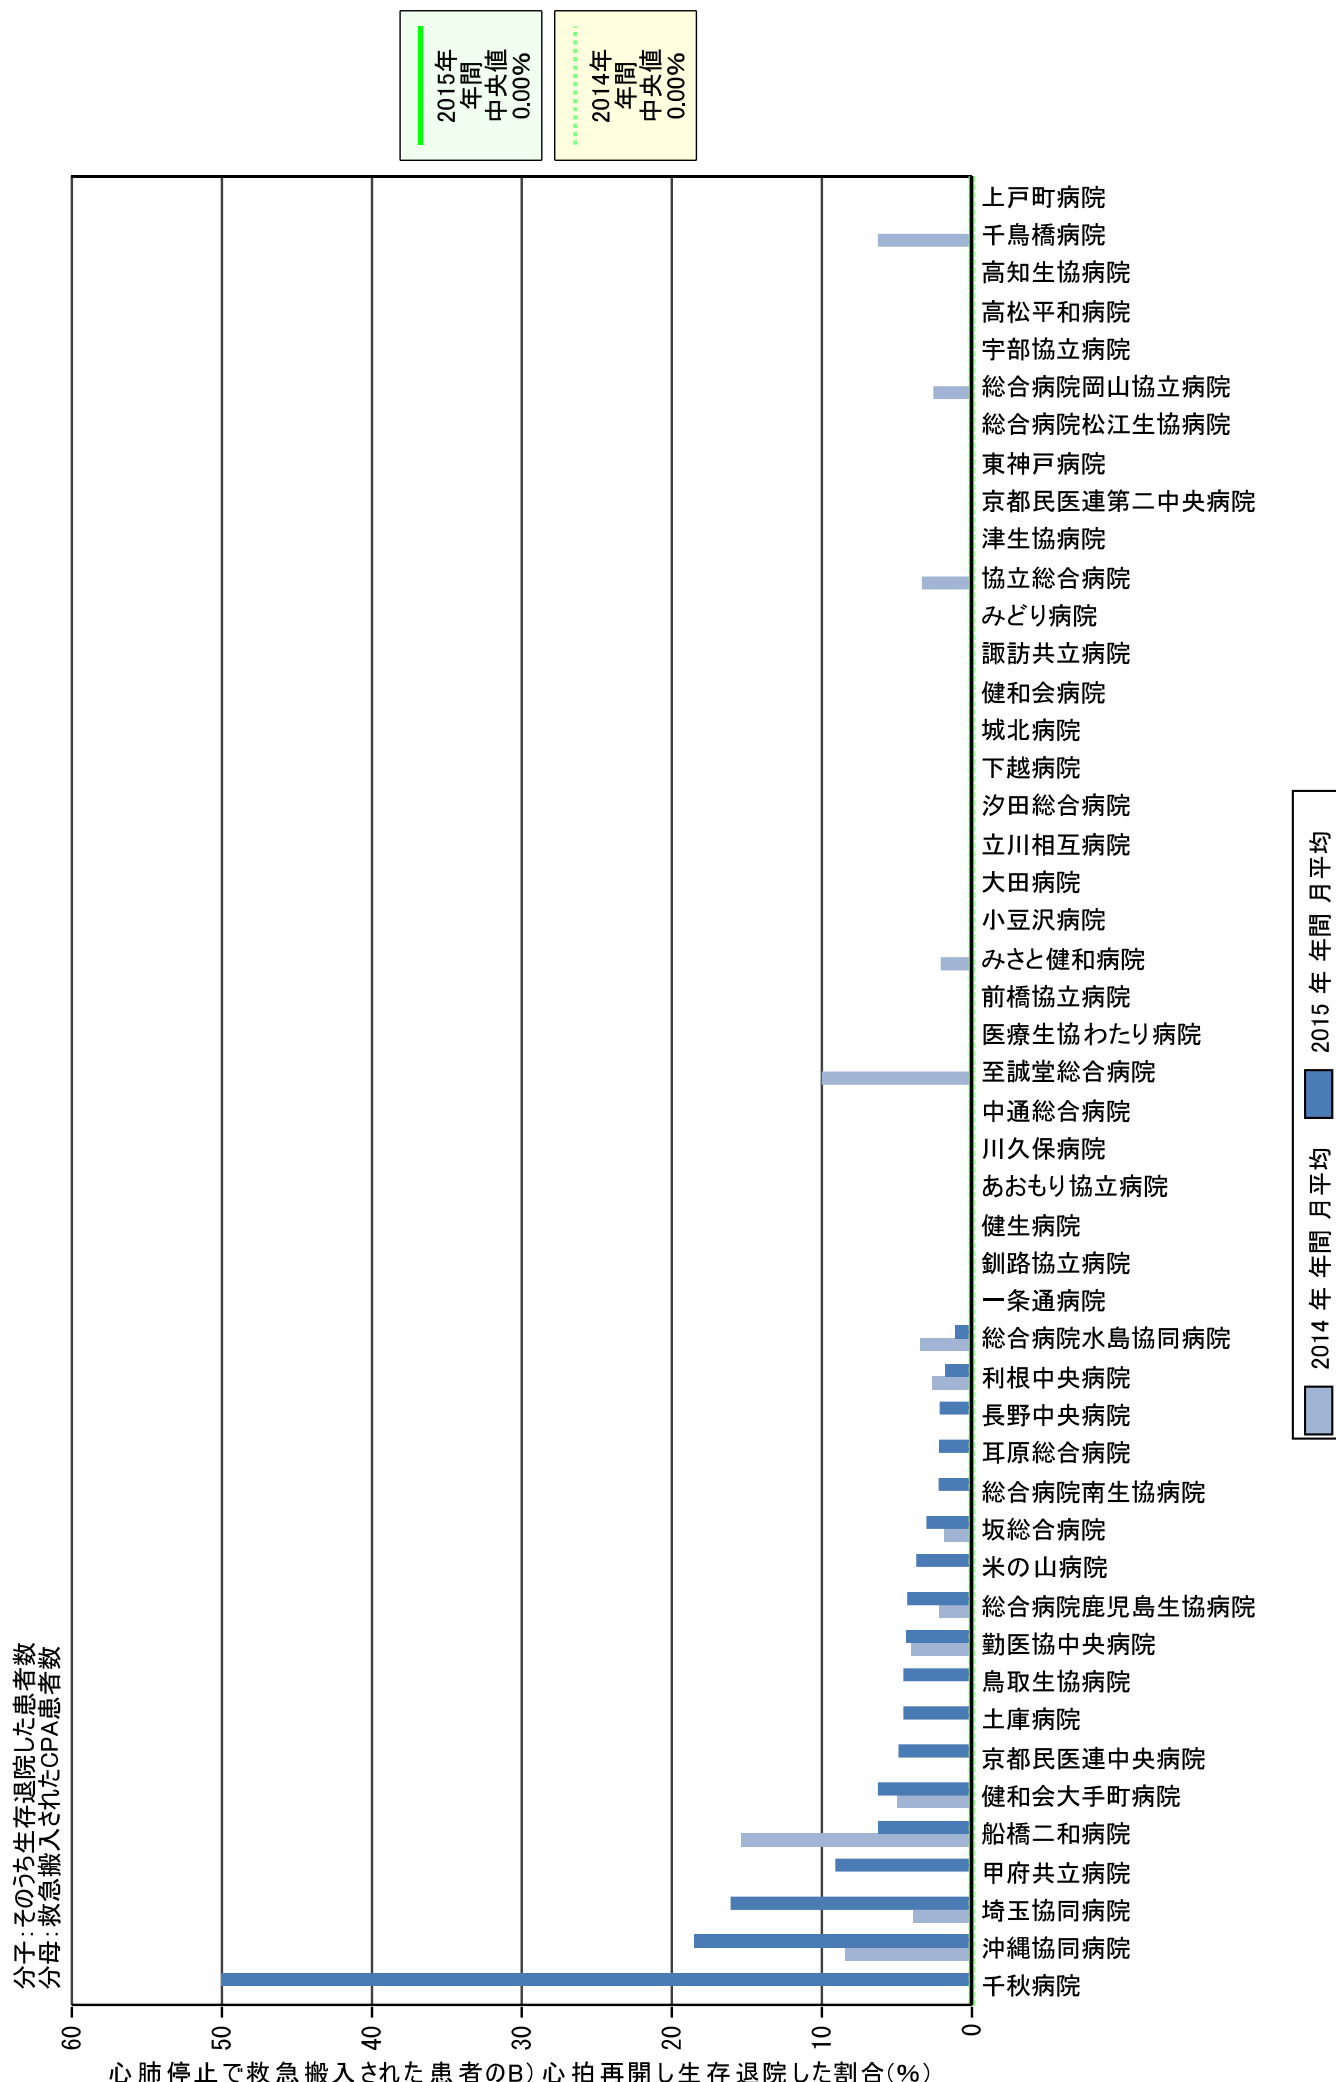 分子：そのうち生存退院した患者数
分母：救急搬入されたCPA患者数
心肺停止で救急搬入された患者のB）心拍再開し生存退院した割合（%）
60
50
40
30
20
10
0
千秋病院
沖縄協同病院
埼玉協同病院
甲府共立病院
船橋二和病院
健和会大手町病院
京都民医連中央病院
土庫病院
鳥取生協病院
勤医協中央病院
総合病院鹿児島生協病院
米の山病院
坂総合病院
総合病院南生協病院
耳原総合病院
長野中央病院
利根中央病院
総合病院水島協同病院
一条通病院
釧路協立病院
健生病院
あおもり協立病院
川久保病院
中通総合病院
至誠堂総合病院
医療生協わたり病院
前橋協立病院
みさと健和病院
小豆沢病院
大田病院
立川相互病院
汐田総合病院
下越病院
城北病院
健和会病院
諏訪共立病院
みどり病院
協立総合病院
津生協病院
京都民医連第二中央病院
東神戸病院
総合病院松江生協病院
総合病院岡山協立病院
宇部協立病院
高松平和病院
高知生協病院
千鳥橋病院
上戸町病院
2015年
年間
中央値
0.00%
2014年
年間
中央値
0.00%
2014 年 年間 月平均
2015 年 年間 月平均